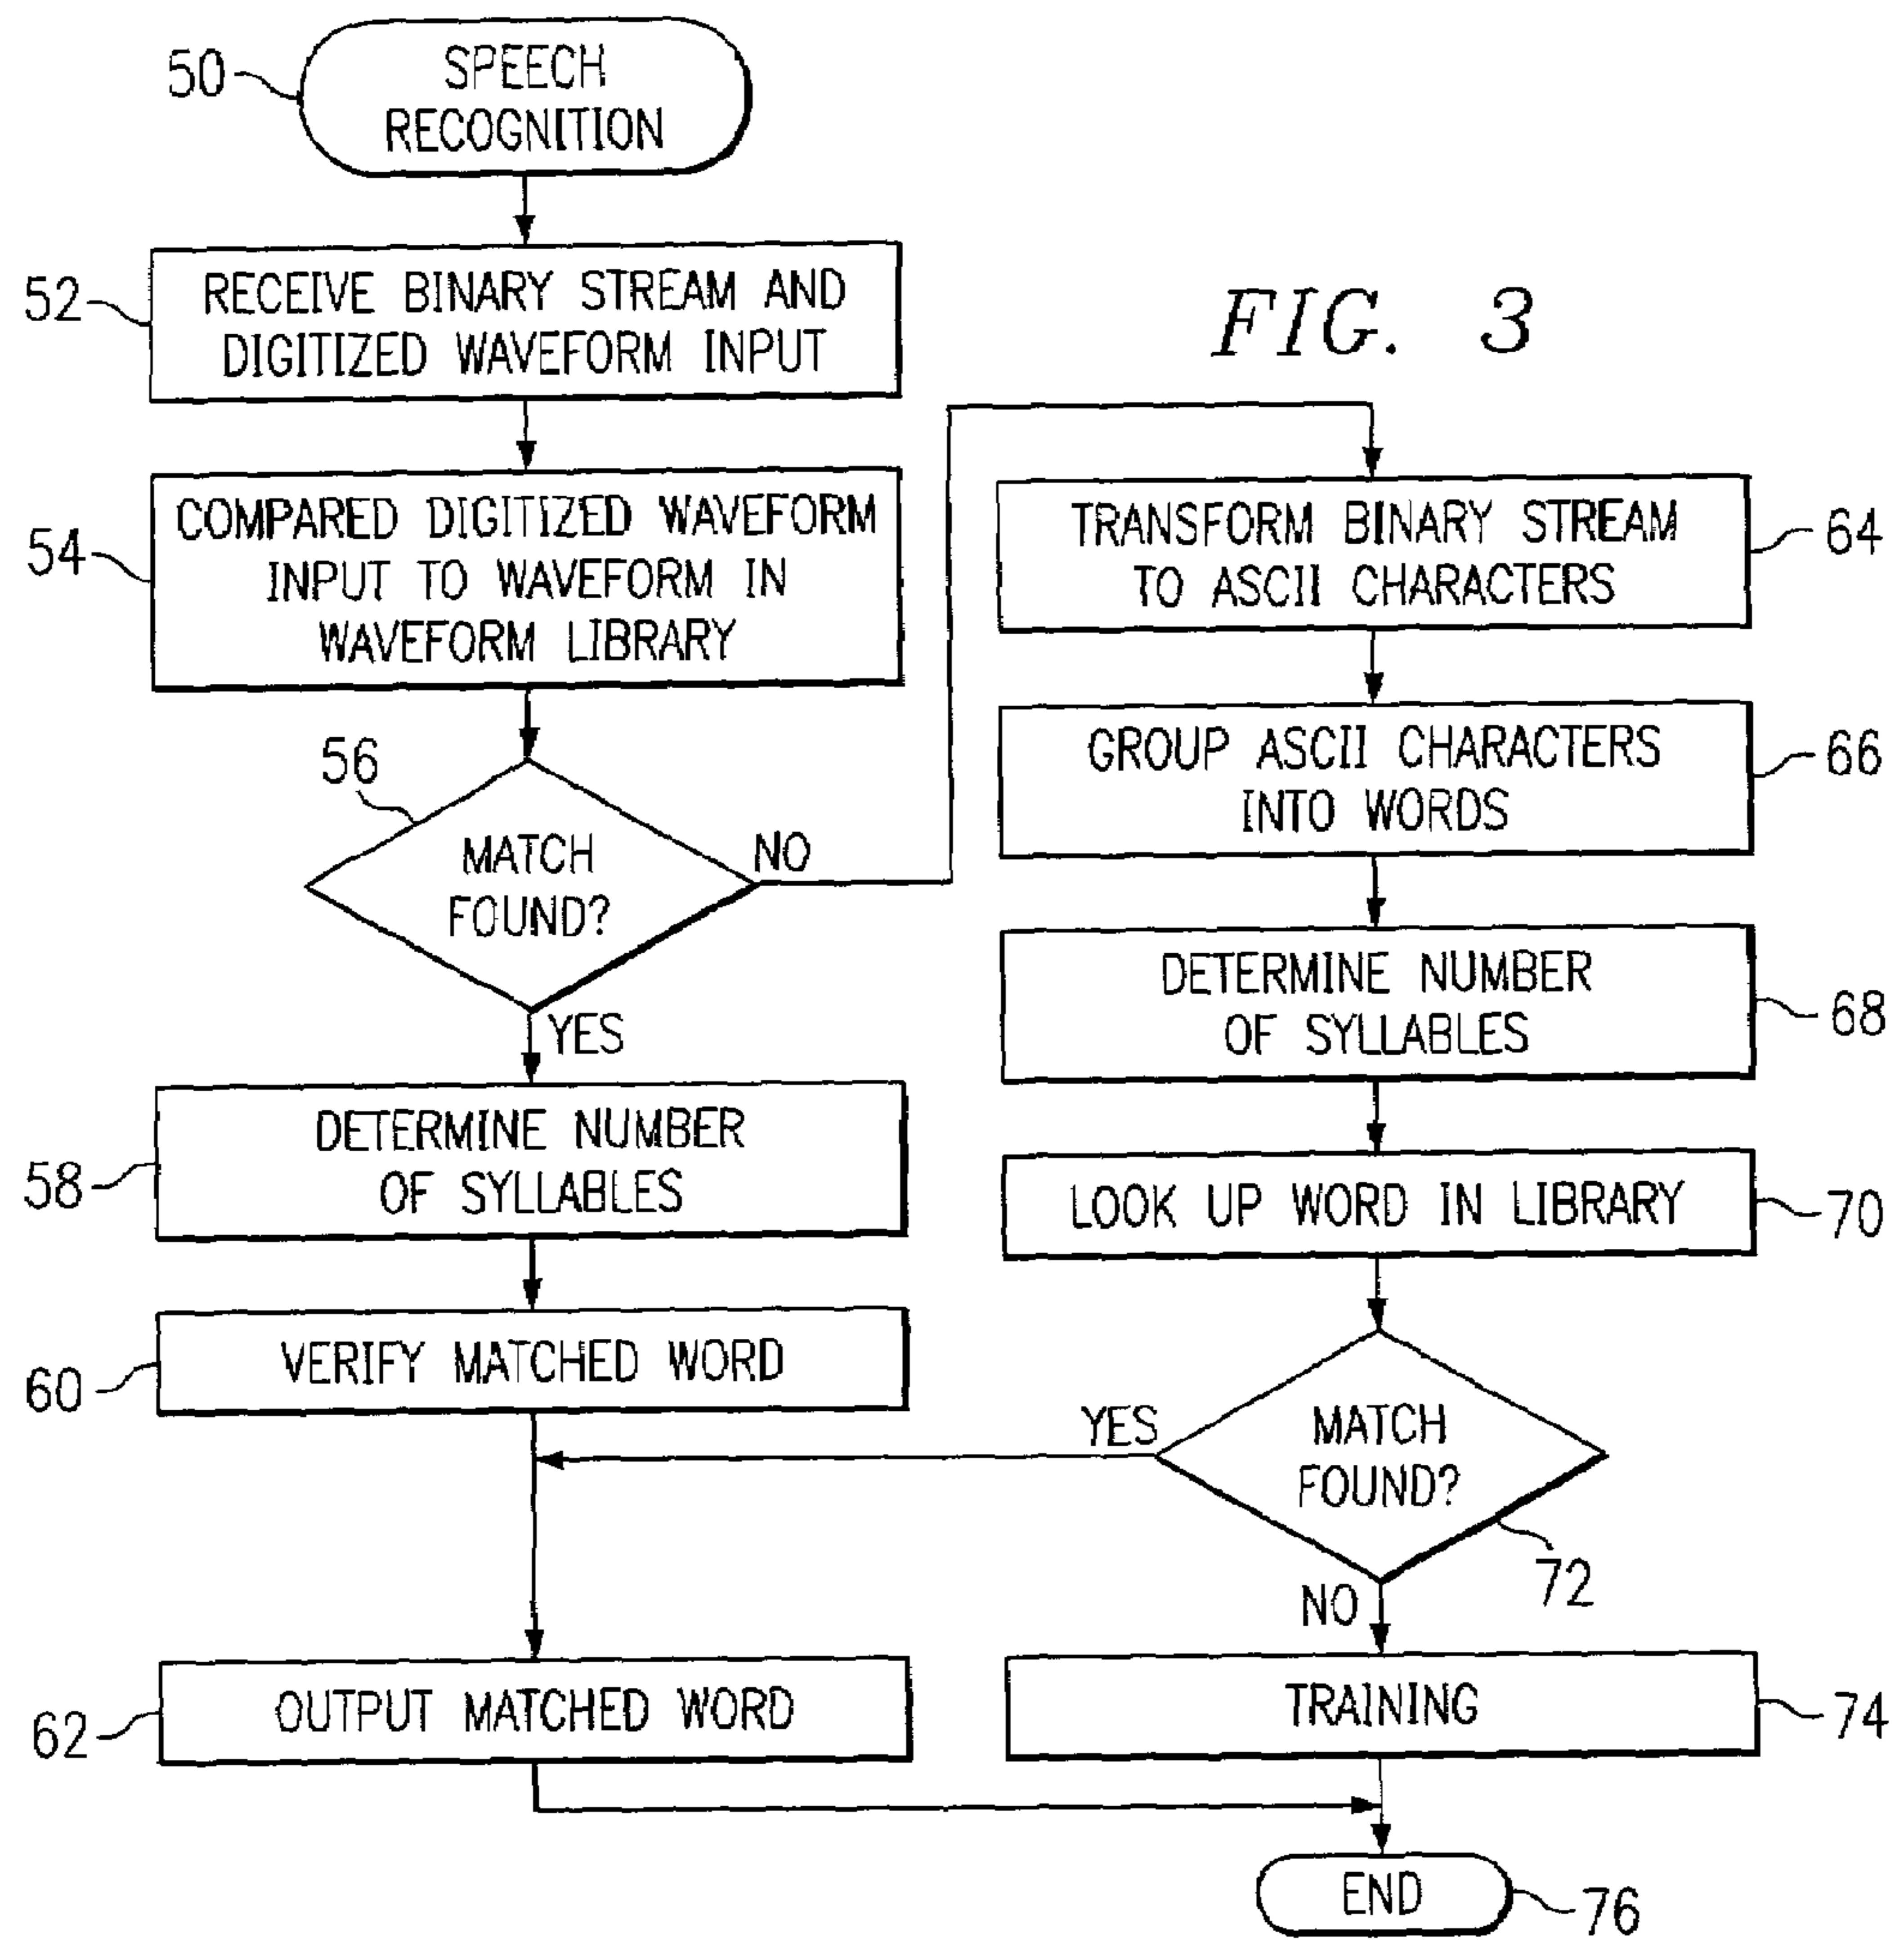 50
SPEECH
RECOGNITION
52
RECEIVE BINARY STREAM AND
DIGITIZED WAVEFORM INPUT
FIG. 3
54
COMPARED DIGITIZED WAVEFORM
INPUT TO WAVEFORM IN
WAVEFORM LIBRARY
56
MATCH
FOUND?
NO
YES
58
DETERMINE NUMBER
OF SYLLABLES
60
VERIFY MATCHED WORD
62
OUTPUT MATCHED WORD
TRANSFORM BINARY STREAM
TO ASCII CHARACTERS
64
GROUP ASCII CHARACTERS
INTO WORDS
66
DETERMINE NUMBER
OF SYLLABLES
68
LOOK UP WORD IN LIBRARY
70
YES
MATCH
FOUND?
72
NO
TRAINING
74
END
76